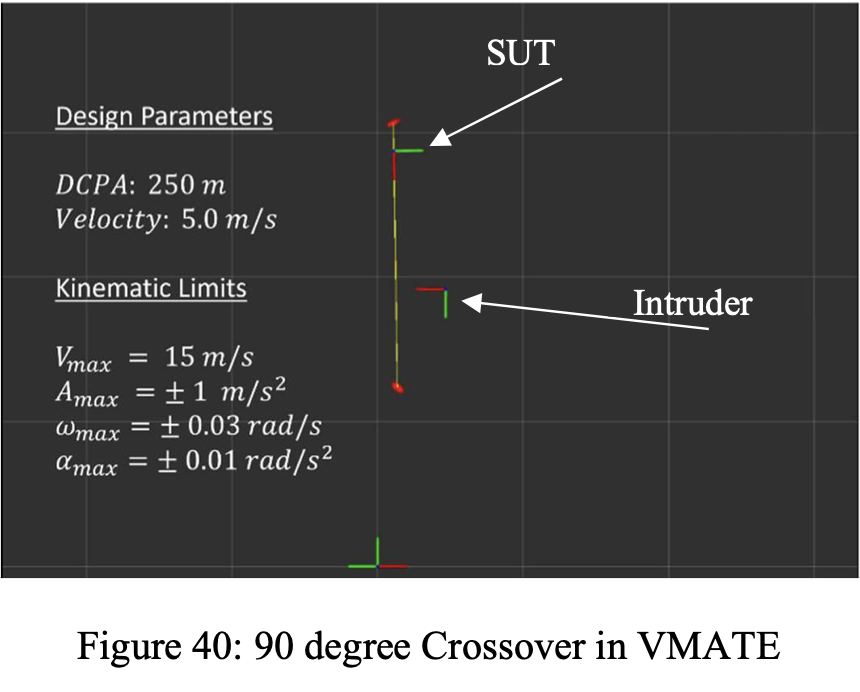 SUT
Design Parameters
DCPA: 250 m
Velocity: 5.0 m/s
Kinematic Limits
Intruder
Vmax = 15 m/s
Amax = ± 1 m/s²
ωmax = ± 0.03 rad/s
αmax = ± 0.01 rad/s²
Figure 40: 90 degree Crossover in VMATE